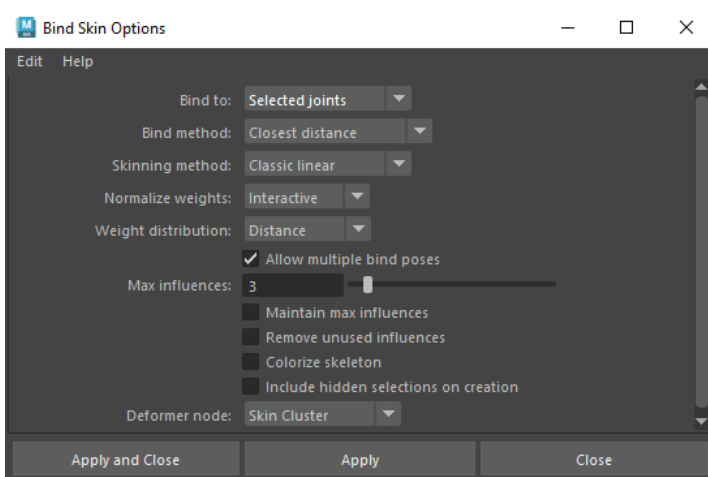 Bind Skin Options
Edit Help
Bind to: Selected joints
Bind method: Closest distance
Skinning method: Classic linear
Normalize weights: Interactive
Weight distribution: Distance
Allow multiple bind poses
Max influences: 3
Maintain max influences
Remove unused influences
Colorize skeleton
Include hidden selections on creation
Deformer node: Skin Cluster
Apply and Close Apply Close